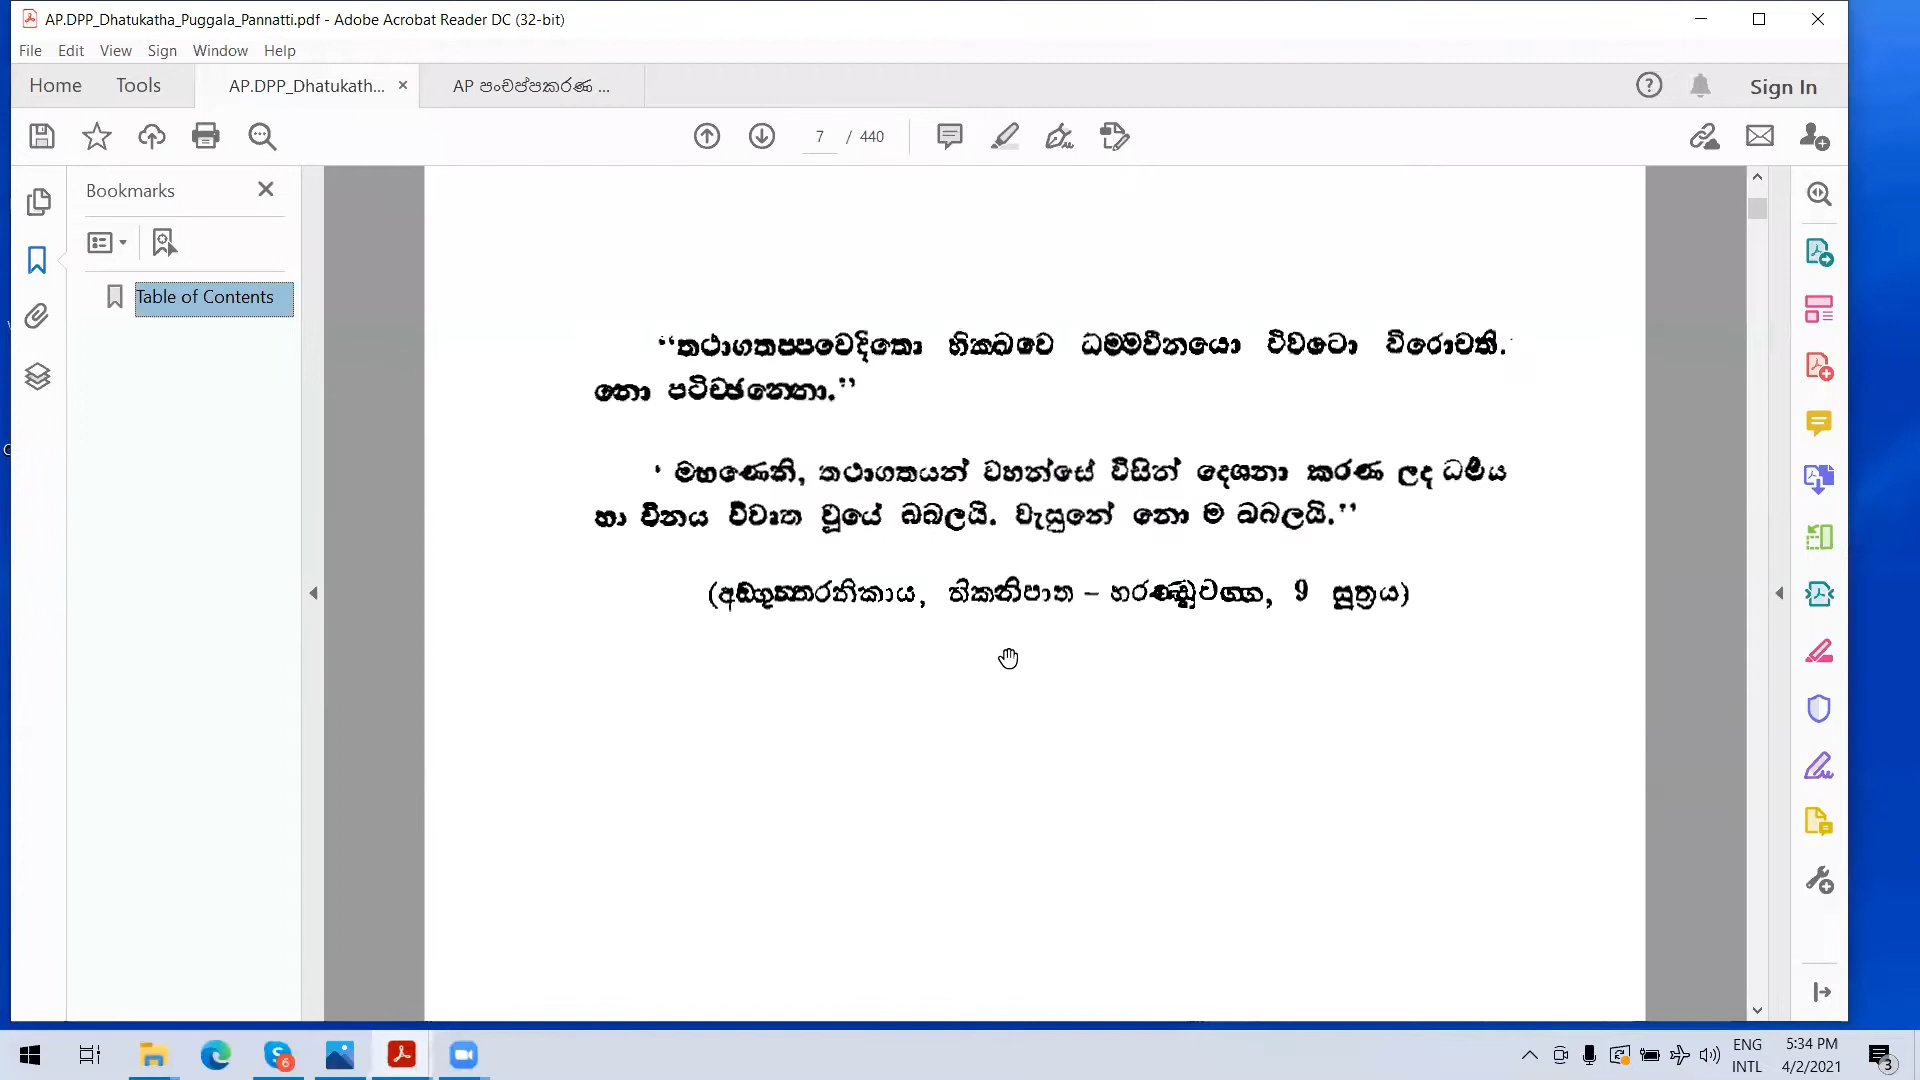 AP.DPP_Dhatukatha_Puggala_Pannatti.pdf - Adobe Acrobat Reader DC (32-bit)
File Edit View Sign Window Help
Home Tools AP.DPP_Dhatukath... × AP පංචප්පකරණ ... Sign In
7 / 440
Bookmarks
Table of Contents
“තථාගතප්පවෙදිතො භික්ඛවෙ ධම්මවිනයො විවටො විරොචති.
නො පටිච්ඡන්නො.”
‘ මහණෙනි, තථාගතයන් වහන්සේ විසින් දෙශනා කරණ ලද ධර්මය
හා විනය විවෘත වූයේ බබලයි. වැසුනේ නො ම බබලයි.”
(අඞ්ගුත්තරනිකාය, තිකනිපාත – භරණ්ඩුවග්ග, 9 සූත්‍රය)
6
ENG 5:34 PM
INTL 4/2/2021 3